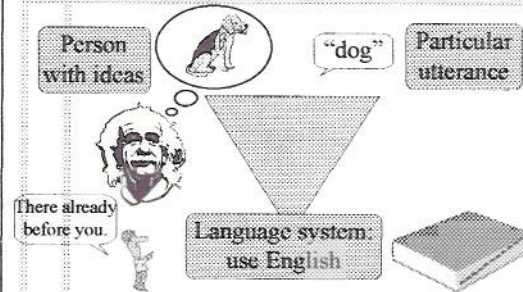 Person
with ideas
“dog”
Particular
utterance
There already
before you.
Language system:
use English